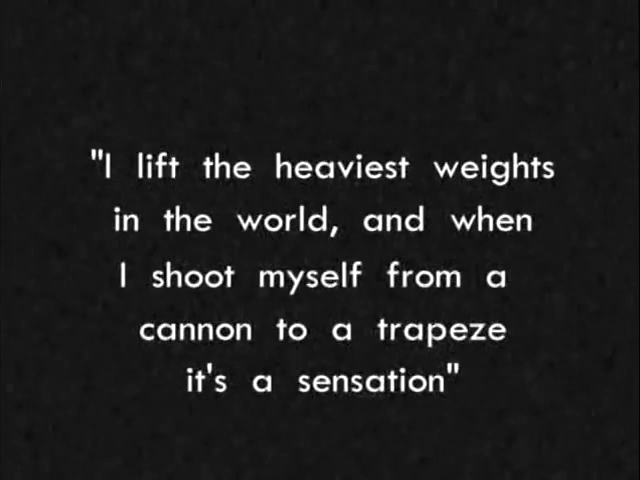 "I lift the heaviest weights
in the world, and when
I shoot myself from a
cannon to a trapeze
it's a sensation"